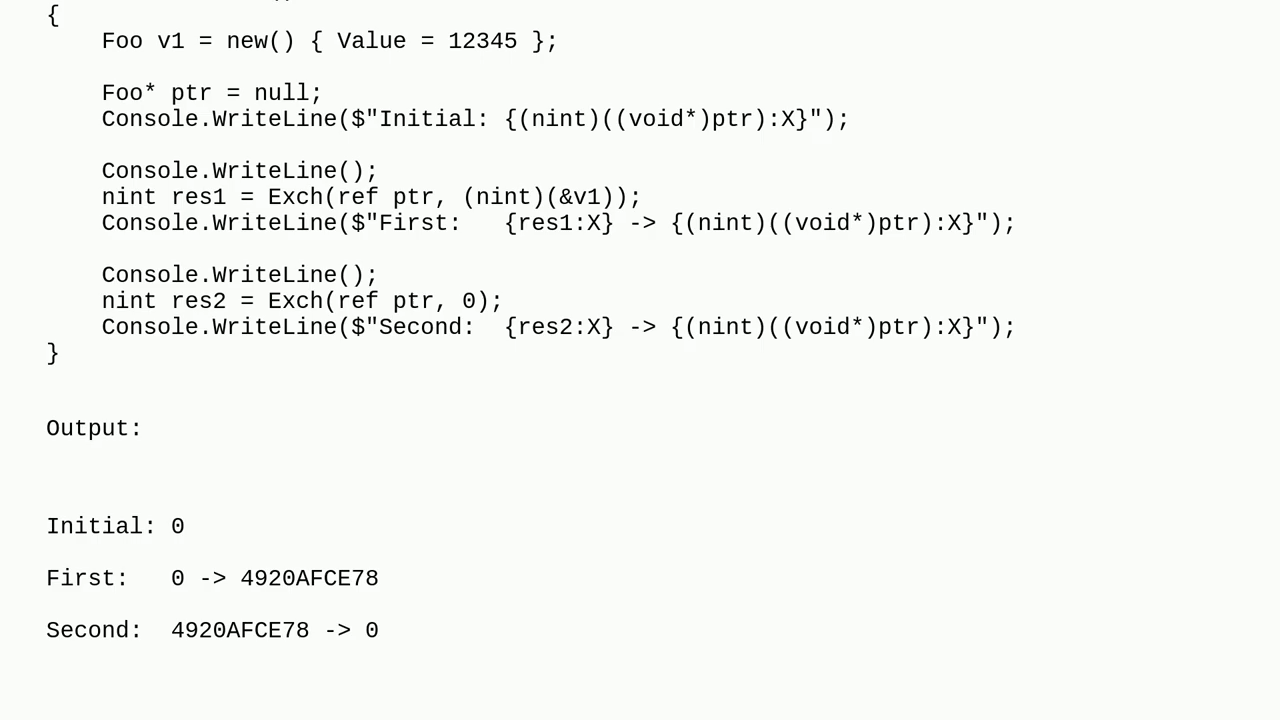 {
    Foo v1 = new() { Value = 12345 };
    Foo* ptr = null;
    Console.WriteLine($"Initial: {(nint)((void*)ptr):X}");
    Console.WriteLine();
    nint res1 = Exch(ref ptr, (nint)(&v1));
    Console.WriteLine($"First:   {res1:X} -> {(nint)((void*)ptr):X}");
    Console.WriteLine();
    nint res2 = Exch(ref ptr, 0);
    Console.WriteLine($"Second:  {res2:X} -> {(nint)((void*)ptr):X}");
}
Output:
Initial: 0
First:   0 -> 4920AFCE78
Second:  4920AFCE78 -> 0